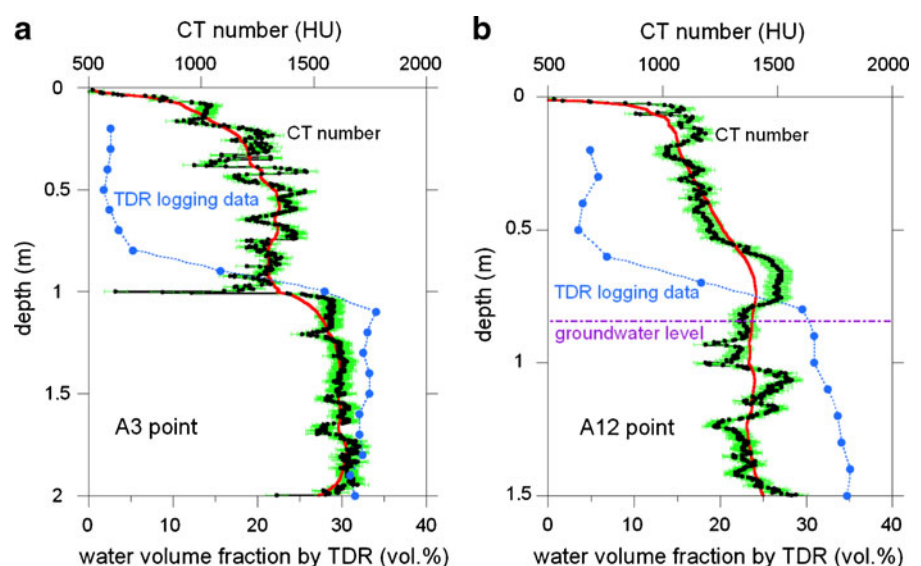 a
CT number (HU)
500 1000 1500 2000
0
0.5
1
1.5
2
depth (m)
CT number
TDR logging data
A3 point
0 10 20 30 40
water volume fraction by TDR (vol.%)
b
CT number (HU)
500 1000 1500 2000
0
0.5
1
1.5
depth (m)
CT number
TDR logging data
groundwater level
A12 point
0 10 20 30 40
water volume fraction by TDR (vol.%)